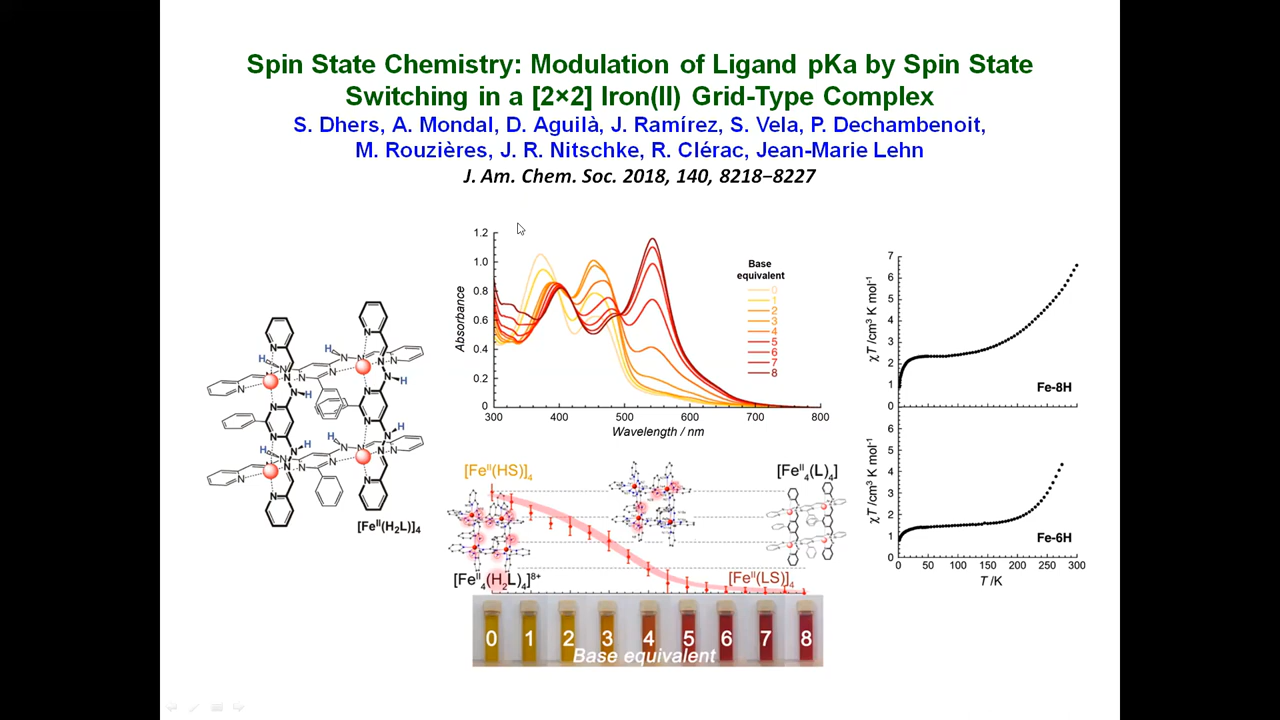 Spin State Chemistry: Modulation of Ligand pKa by Spin State
Switching in a [2×2] Iron(II) Grid-Type Complex
S. Dhers, A. Mondal, D. Aguilà, J. Ramírez, S. Vela, P. Dechambenoit,
M. Rouzières, J. R. Nitschke, R. Clérac, Jean-Marie Lehn
J. Am. Chem. Soc. 2018, 140, 8218−8227
N
N
N
N
N
N
H
H
H
H
H
H
H
[Feᴵᴵ(H₂L)]₄
1.2
1.0
0.8
0.6
0.4
0.2
0
Absorbance
300
400
500
600
700
800
Wavelength / nm
Base
equivalent
0
1
2
3
4
5
6
7
8
[Feᴵᴵ(HS)]₄
[Feᴵᴵ₄(L)₄]
[Feᴵᴵ₄(H₂L)₄]⁸⁺
[Feᴵᴵ(LS)]₄
0
1
2
3
4
5
6
7
8
Base equivalent
7
6
5
4
3
2
1
0
χT /cm³ K mol⁻¹
Fe-8H
6
5
4
3
2
1
0
χT /cm³ K mol⁻¹
Fe-6H
0
50
100
150
200
250
300
T /K